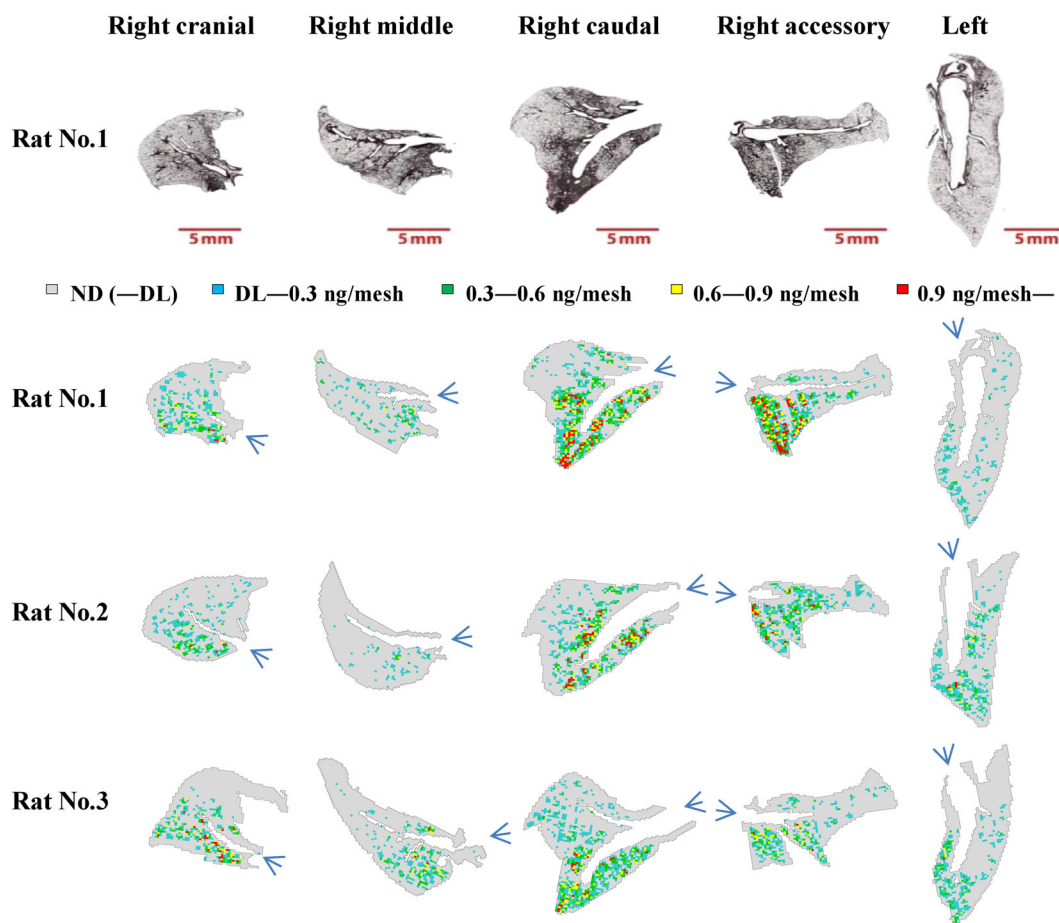 Right cranial Right middle Right caudal Right accessory Left
Rat No.1
5mm 5mm 5mm 5mm 5mm
ND (—DL) DL—0.3 ng/mesh 0.3—0.6 ng/mesh 0.6—0.9 ng/mesh 0.9 ng/mesh—
Rat No.1
Rat No.2
Rat No.3